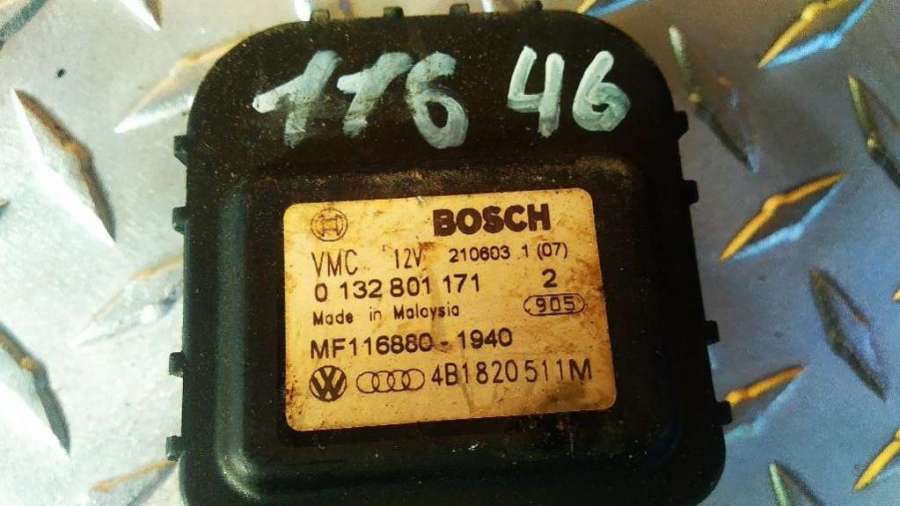 116 46
BOSCH
VMC 12V 210603 1 (07)
0 132 801 171 2
Made in Malaysia 905
MF116880 - 1940
4B1820511M